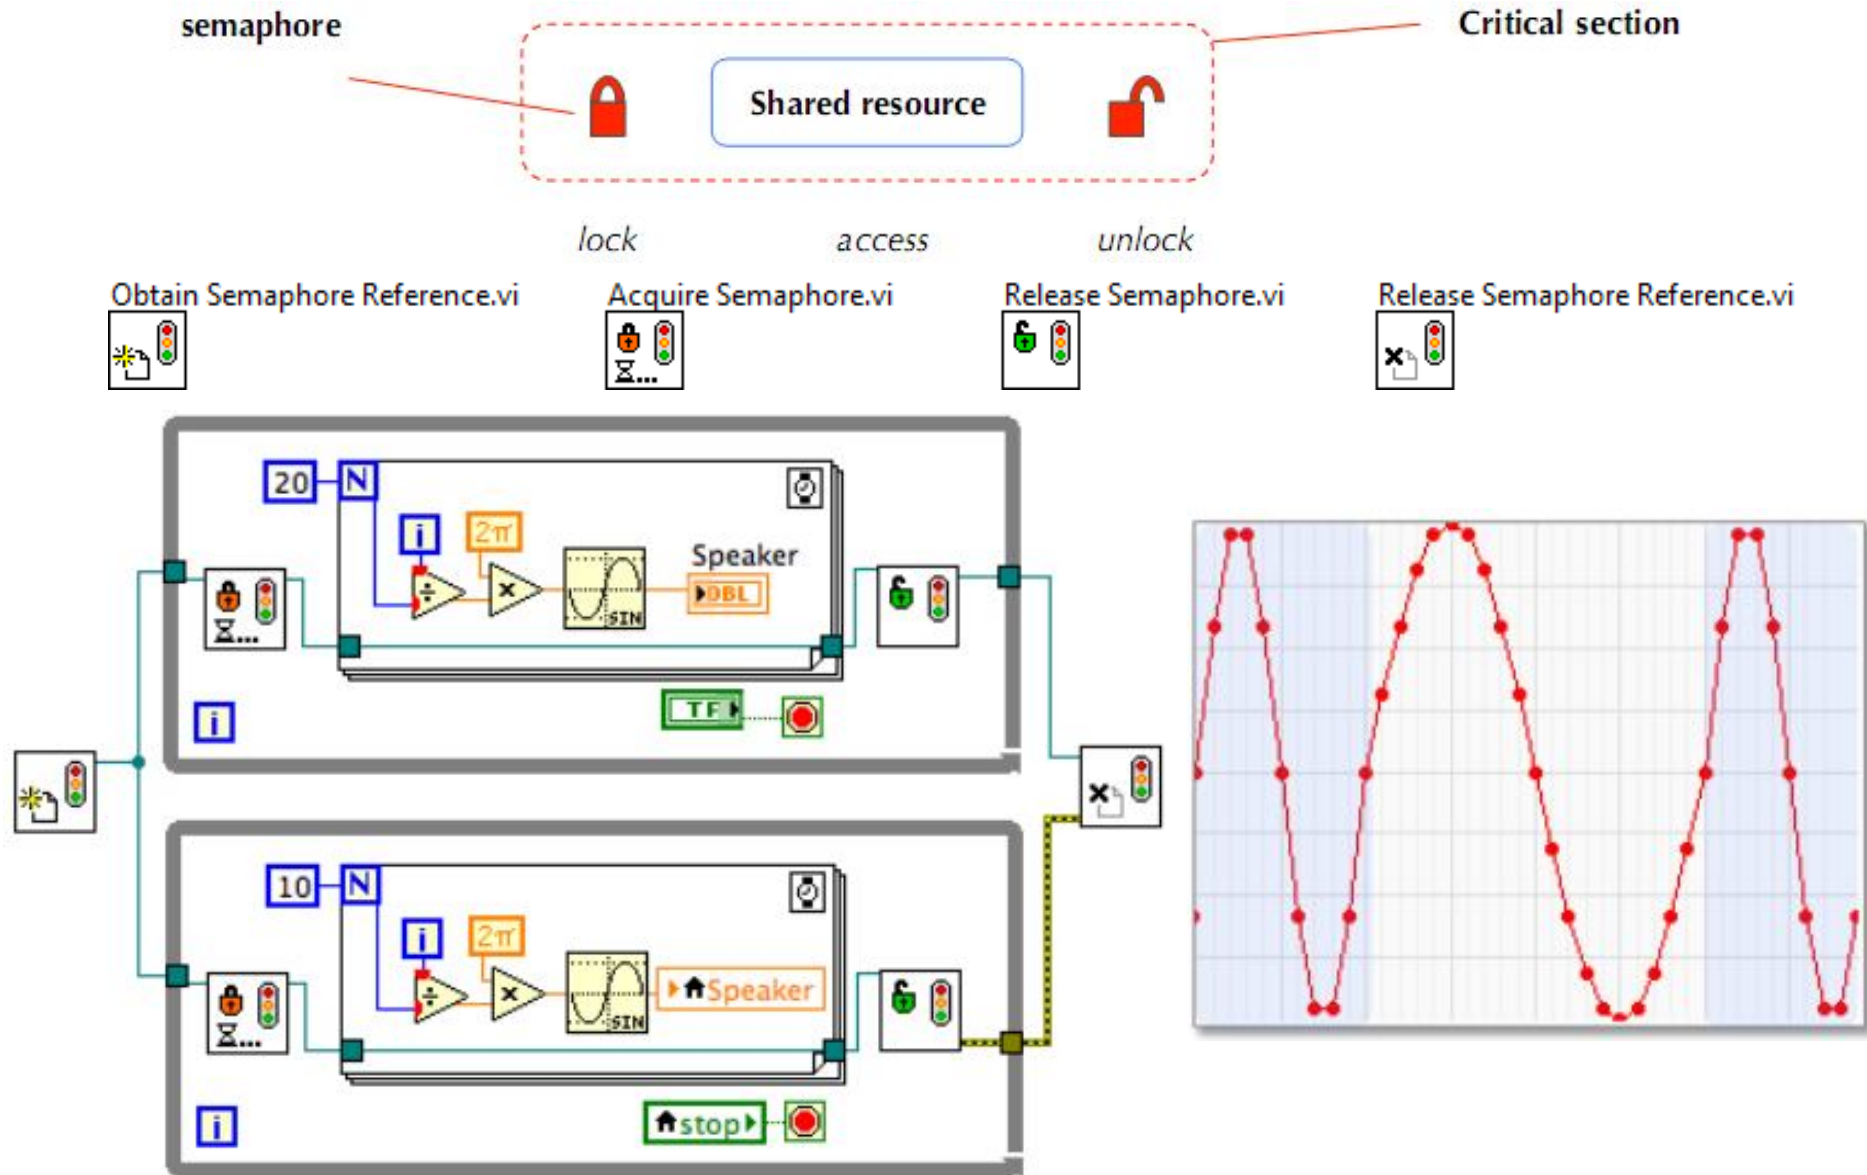 semaphore
Critical section
Shared resource
lock access unlock
Obtain Semaphore Reference.vi
Acquire Semaphore.vi
Release Semaphore.vi
Release Semaphore Reference.vi
...
20
N
i
2π
÷
x
SIN
Speaker
DBL
...
i
TF
10
N
i
2π
÷
x
SIN
Speaker
...
i
stop